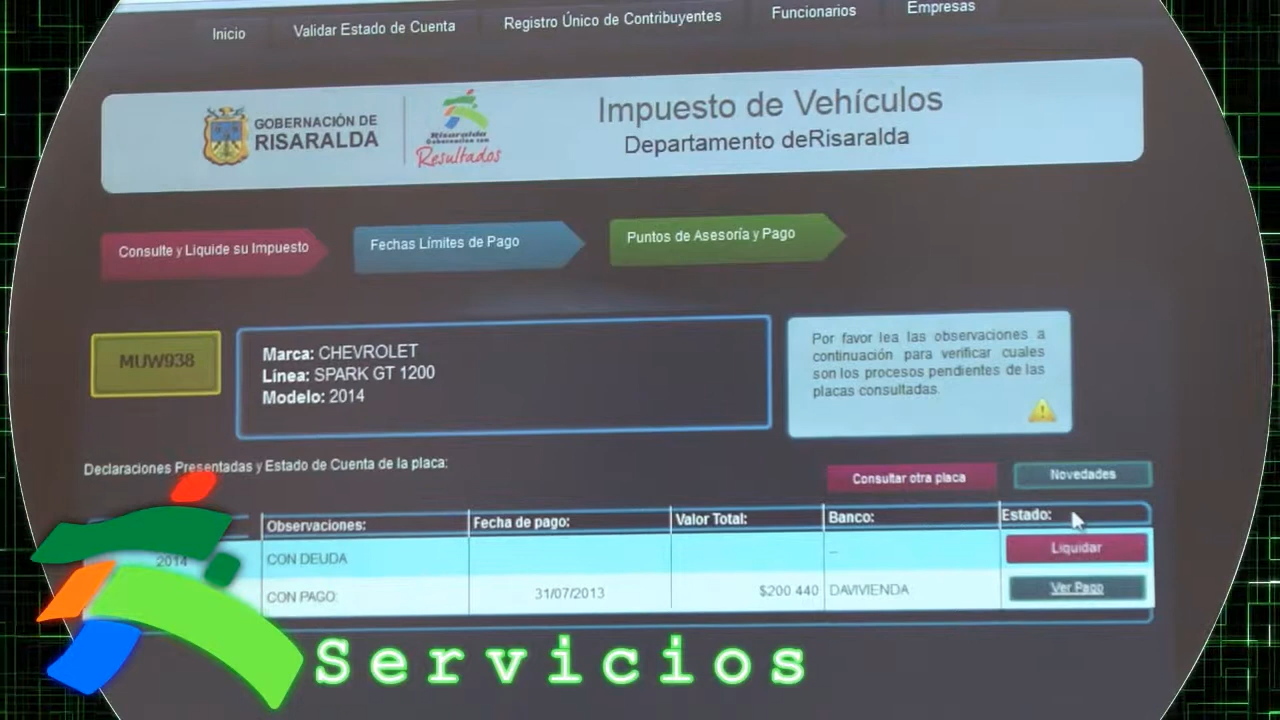 Inicio
Validar Estado de Cuenta
Registro Único de Contribuyentes
Funcionarios
Empresas
GOBERNACIÓN DE
RISARALDA
Risaralda
Gobernación con
Resultados
Impuesto de Vehículos
Departamento deRisaralda
Consulte y Liquide su Impuesto
Fechas Límites de Pago
Puntos de Asesoría y Pago
MUW938
Marca: CHEVROLET
Línea: SPARK GT 1200
Modelo: 2014
Por favor lea las observaciones a
continuación para verificar cuales
son los procesos pendientes de las
placas consultadas.
Declaraciones Presentadas y Estado de Cuenta de la placa:
Consultar otra placa
Novedades
Observaciones: Fecha de pago: Valor Total: Banco: Estado:
2014 CON DEUDA -- Liquidar
CON PAGO: 31/07/2013 $200.440 DAVIVIENDA Ver Pago
Servicios